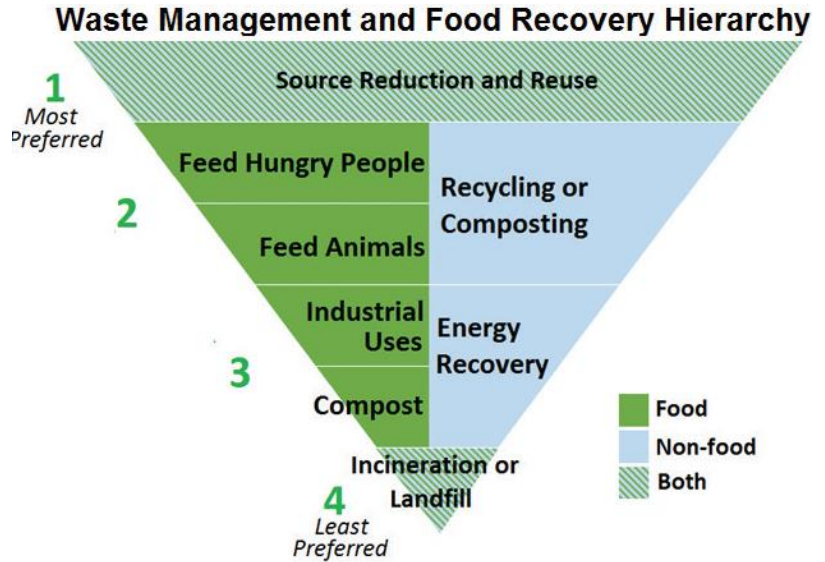 Waste Management and Food Recovery Hierarchy
1
Most
Preferred
Source Reduction and Reuse
2
Feed Hungry People
Feed Animals
Recycling or
Composting
3
Industrial
Uses
Compost
Energy
Recovery
4
Least
Preferred
Incineration or
Landfill
Food
Non-food
Both